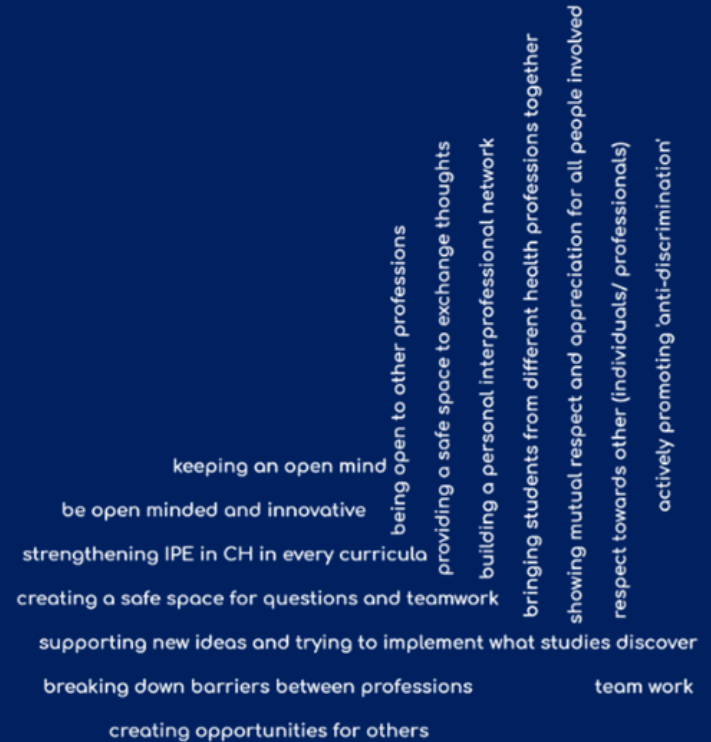 keeping an open mind
be open minded and innovative
strengthening IPE in CH in every curricula
creating a safe space for questions and teamwork
supporting new ideas and trying to implement what studies discover
breaking down barriers between professions
team work
creating opportunities for others
being open to other professions
providing a safe space to exchange thoughts
building a personal interprofessional network
bringing students from different health professions together
showing mutual respect and appreciation for all people involved
respect towards other (individuals/ professionals)
actively promoting 'anti-discrimination'